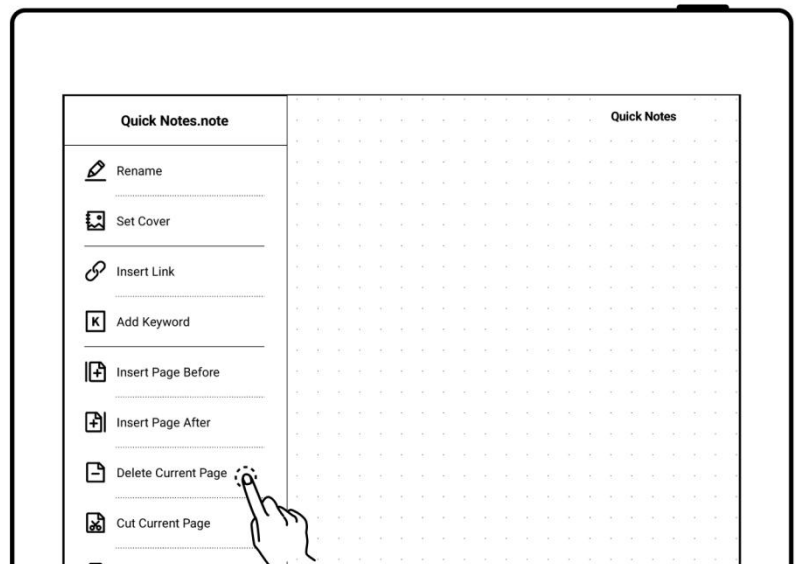 Quick Notes.note
Quick Notes
Rename
Set Cover
Insert Link
K Add Keyword
Insert Page Before
Insert Page After
Delete Current Page
Cut Current Page